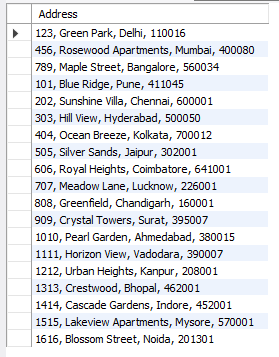 Address
123, Green Park, Delhi, 110016
456, Rosewood Apartments, Mumbai, 400080
789, Maple Street, Bangalore, 560034
101, Blue Ridge, Pune, 411045
202, Sunshine Villa, Chennai, 600001
303, Hill View, Hyderabad, 500050
404, Ocean Breeze, Kolkata, 700012
505, Silver Sands, Jaipur, 302001
606, Royal Heights, Coimbatore, 641001
707, Meadow Lane, Lucknow, 226001
808, Greenfield, Chandigarh, 160001
909, Crystal Towers, Surat, 395007
1010, Pearl Garden, Ahmedabad, 380015
1111, Horizon View, Vadodara, 390007
1212, Urban Heights, Kanpur, 208001
1313, Crestwood, Bhopal, 462001
1414, Cascade Gardens, Indore, 452001
1515, Lakeview Apartments, Mysore, 570001
1616, Blossom Street, Noida, 201301